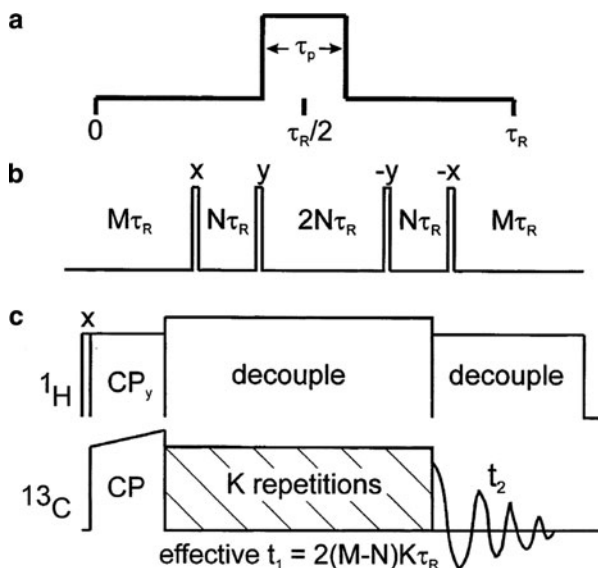 a
τp
0 τR/2 τR
b
x y -y -x
MτR NτR 2NτR NτR MτR
c
x
1H CPy decouple decouple
13C CP K repetitions t2
effective t1 = 2(M-N)KτR